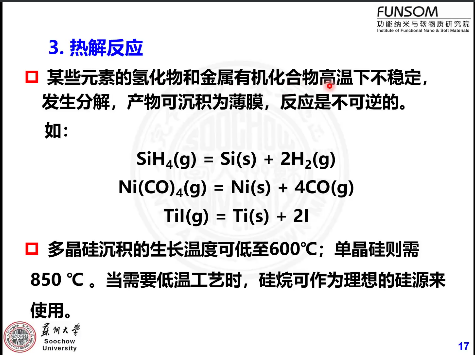 FUNSOM
功能纳米与软物质研究院
Institute of Functional Nano & Soft Materials
3. 热解反应
某些元素的氢化物和金属有机化合物高温下不稳定，
发生分解，产物可沉积为薄膜，反应是不可逆的。
如：
SiH₄(g) = Si(s) + 2H₂(g)
Ni(CO)₄(g) = Ni(s) + 4CO(g)
TiI(g) = Ti(s) + 2I
多晶硅沉积的生长温度可低至600℃；单晶硅则需
850 ℃ 。当需要低温工艺时，硅烷可作为理想的硅源来
使用。
苏州大学
Soochow
University
17